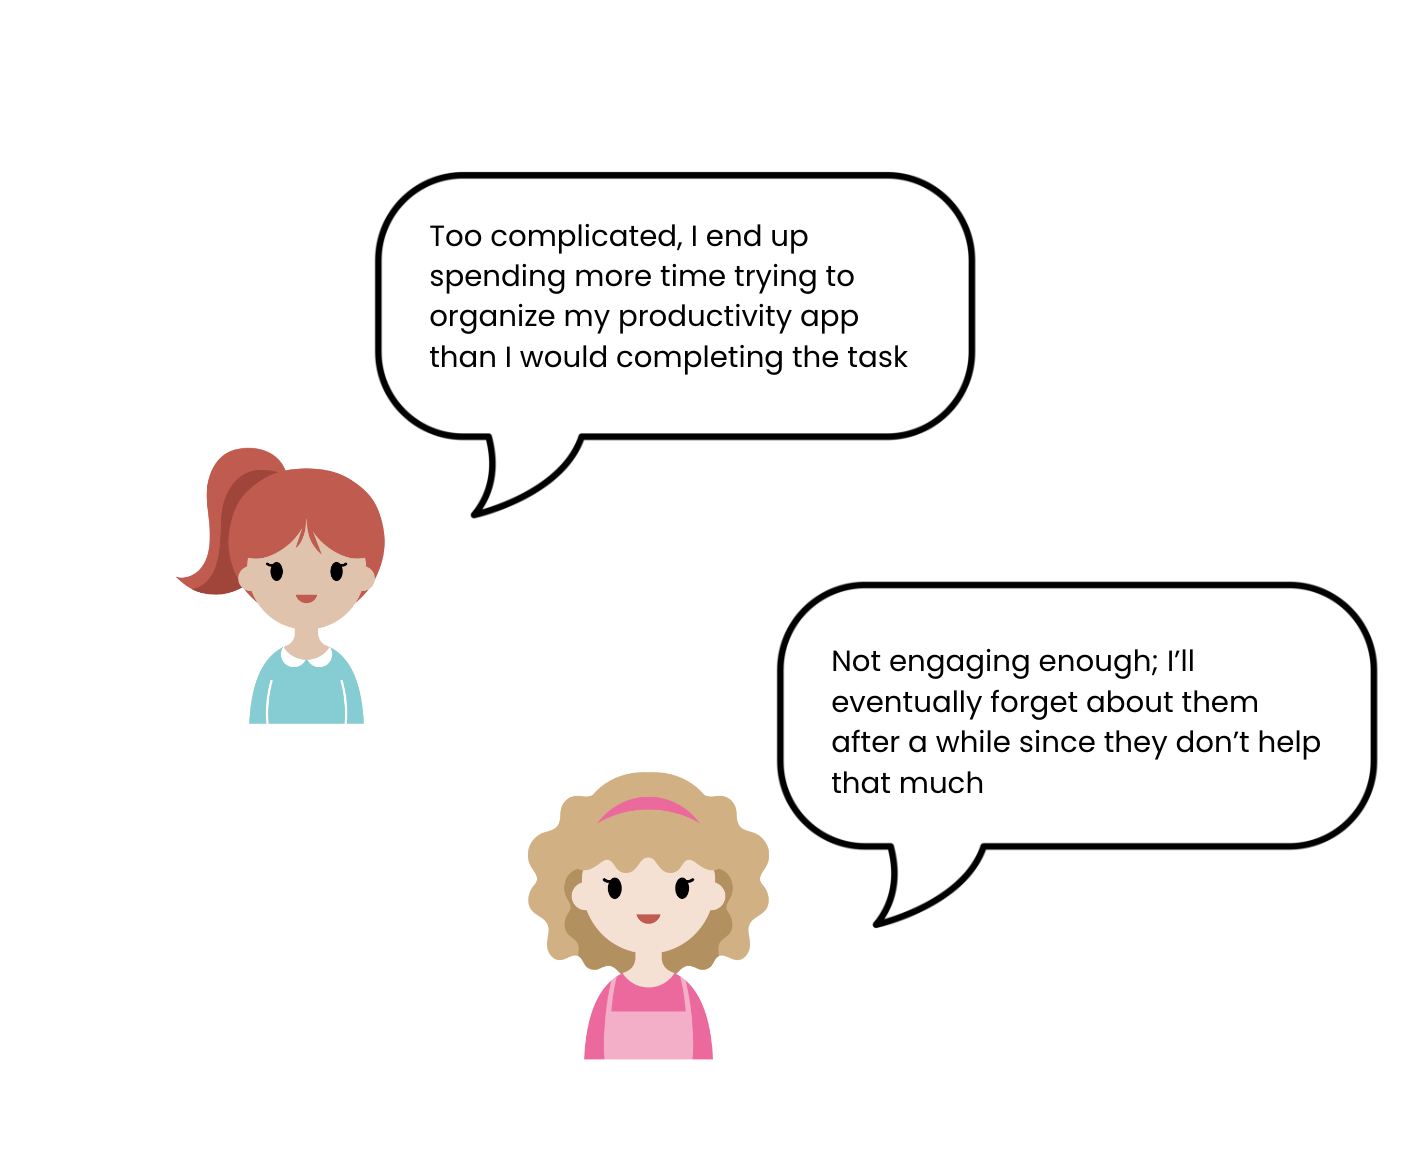 Too complicated, I end up
spending more time trying to
organize my productivity app
than I would completing the task
Not engaging enough; I’ll
eventually forget about them
after a while since they don’t help
that much